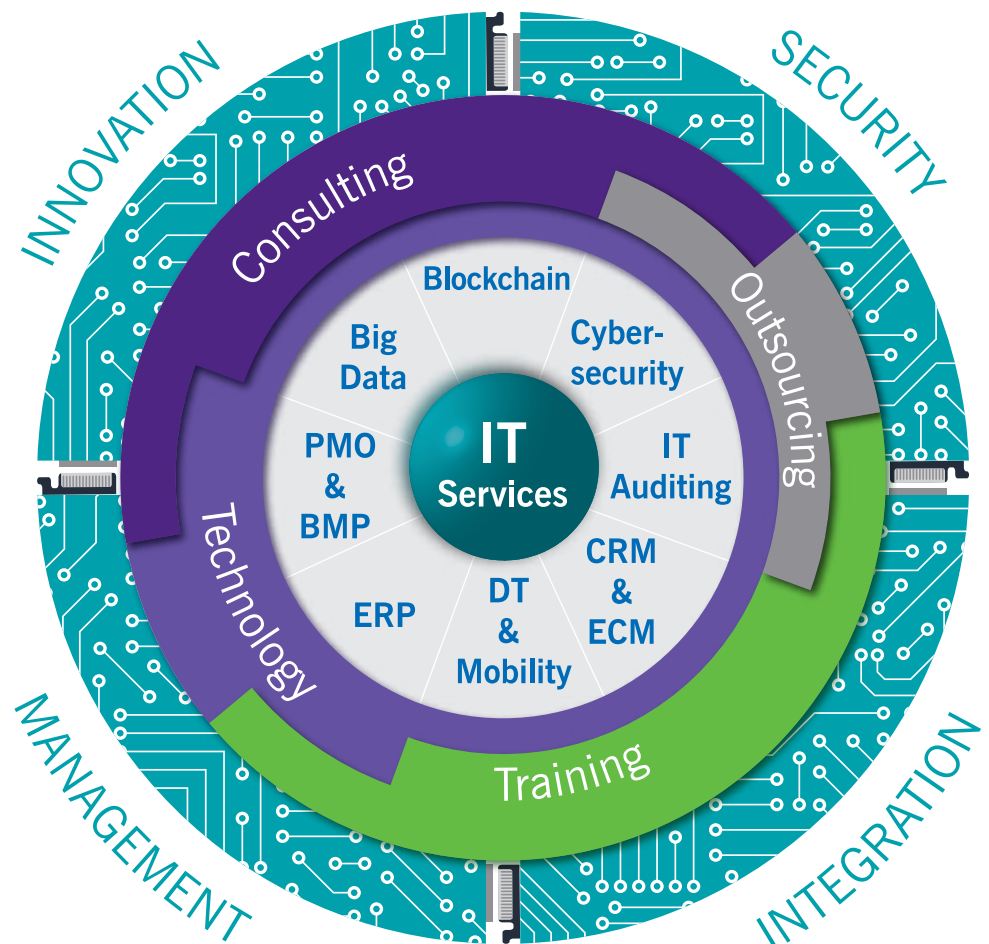 INNOVATION
SECURITY
Consulting
Outsourcing
Blockchain
Cyber-
security
Big
Data
IT
Services
PMO
&
BMP
IT
Auditing
CRM
&
ECM
DT
&
Mobility
ERP
Technology
Training
MANAGEMENT
INTEGRATION